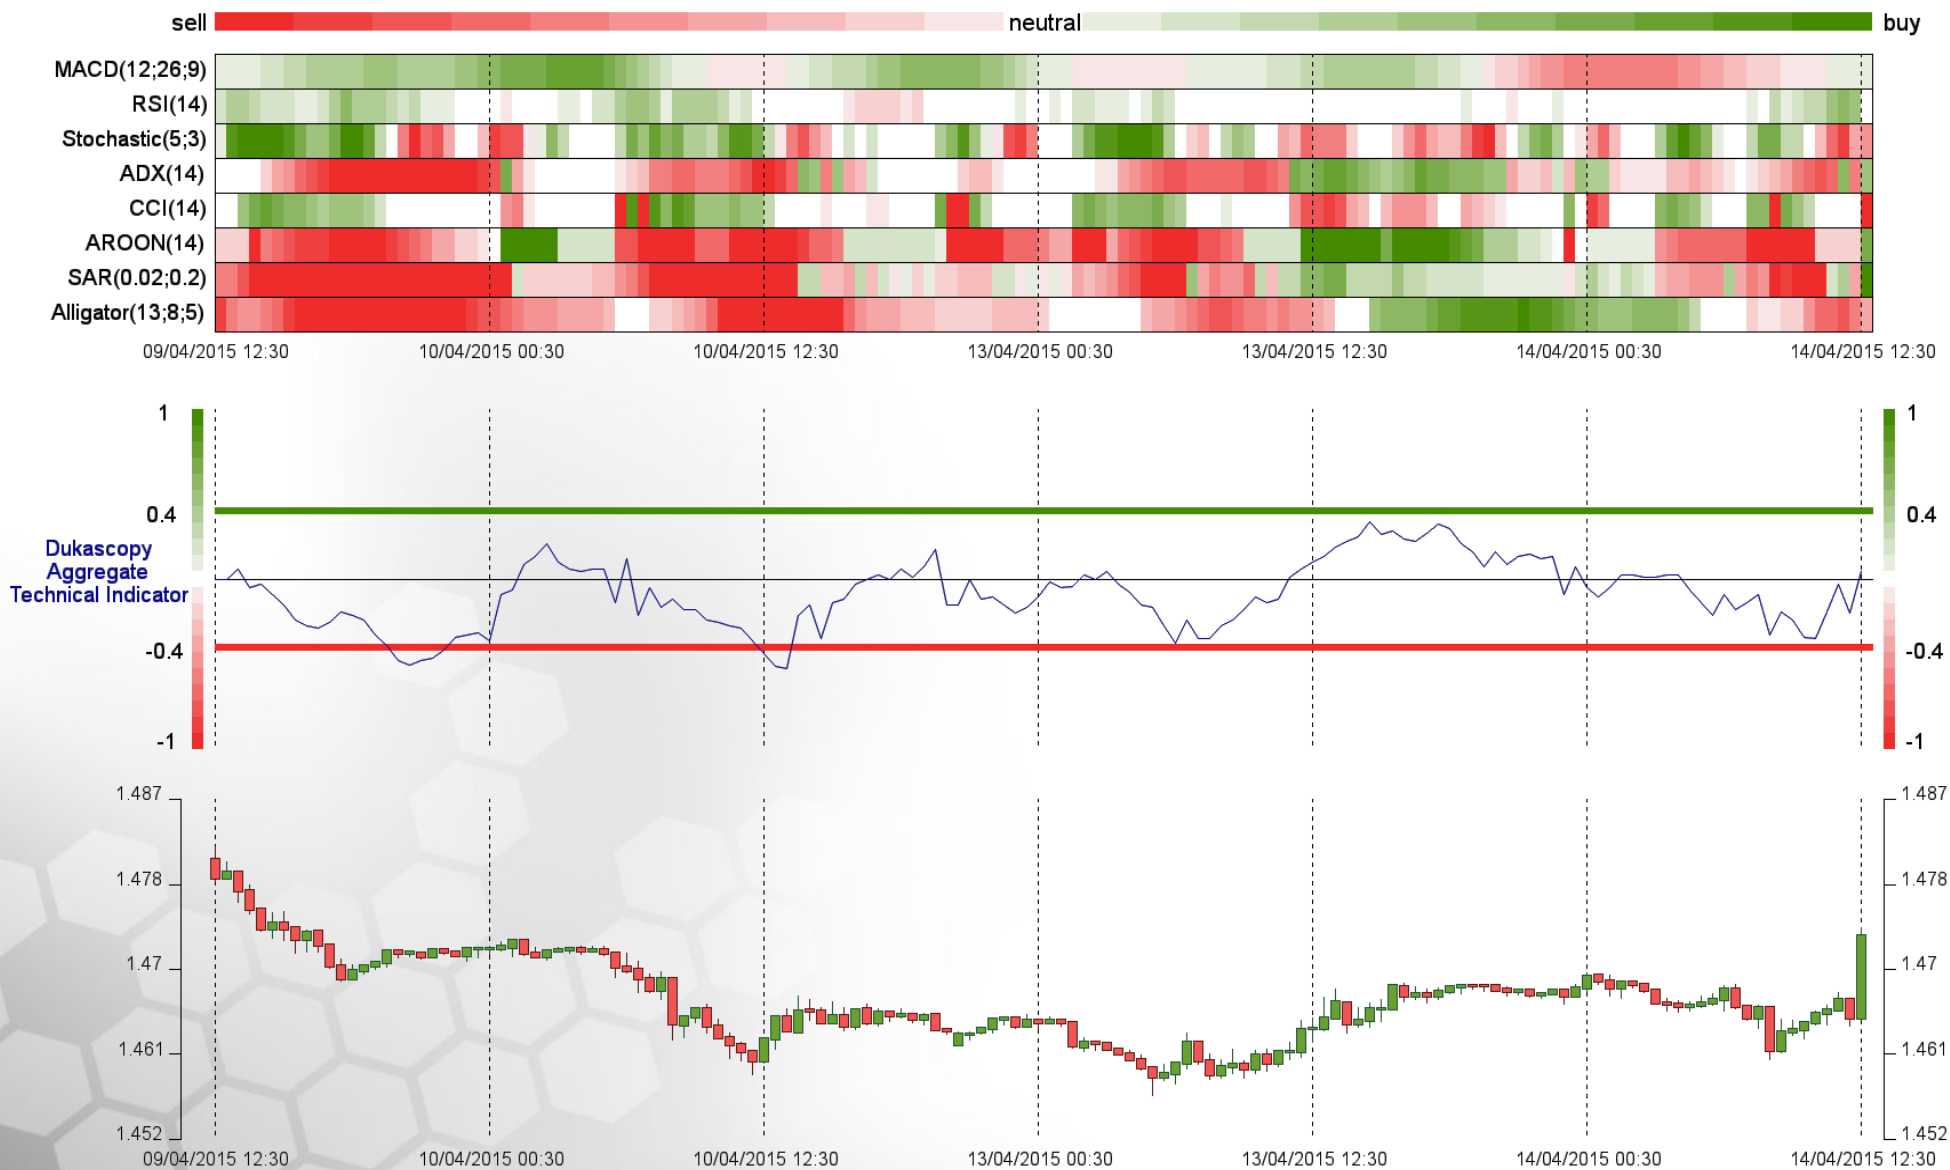 sell neutral buy
MACD(12;26;9)
RSI(14)
Stochastic(5;3)
ADX(14)
CCI(14)
AROON(14)
SAR(0.02;0.2)
Alligator(13;8;5)
09/04/2015 12:30 10/04/2015 00:30 10/04/2015 12:30 13/04/2015 00:30 13/04/2015 12:30 14/04/2015 00:30 14/04/2015 12:30
1 1
0.4 0.4
Dukascopy
Aggregate
Technical Indicator
-0.4 -0.4
-1 -1
1.487 1.487
1.478 1.478
1.47 1.47
1.461 1.461
1.452 1.452
09/04/2015 12:30 10/04/2015 00:30 10/04/2015 12:30 13/04/2015 00:30 13/04/2015 12:30 14/04/2015 00:30 14/04/2015 12:30